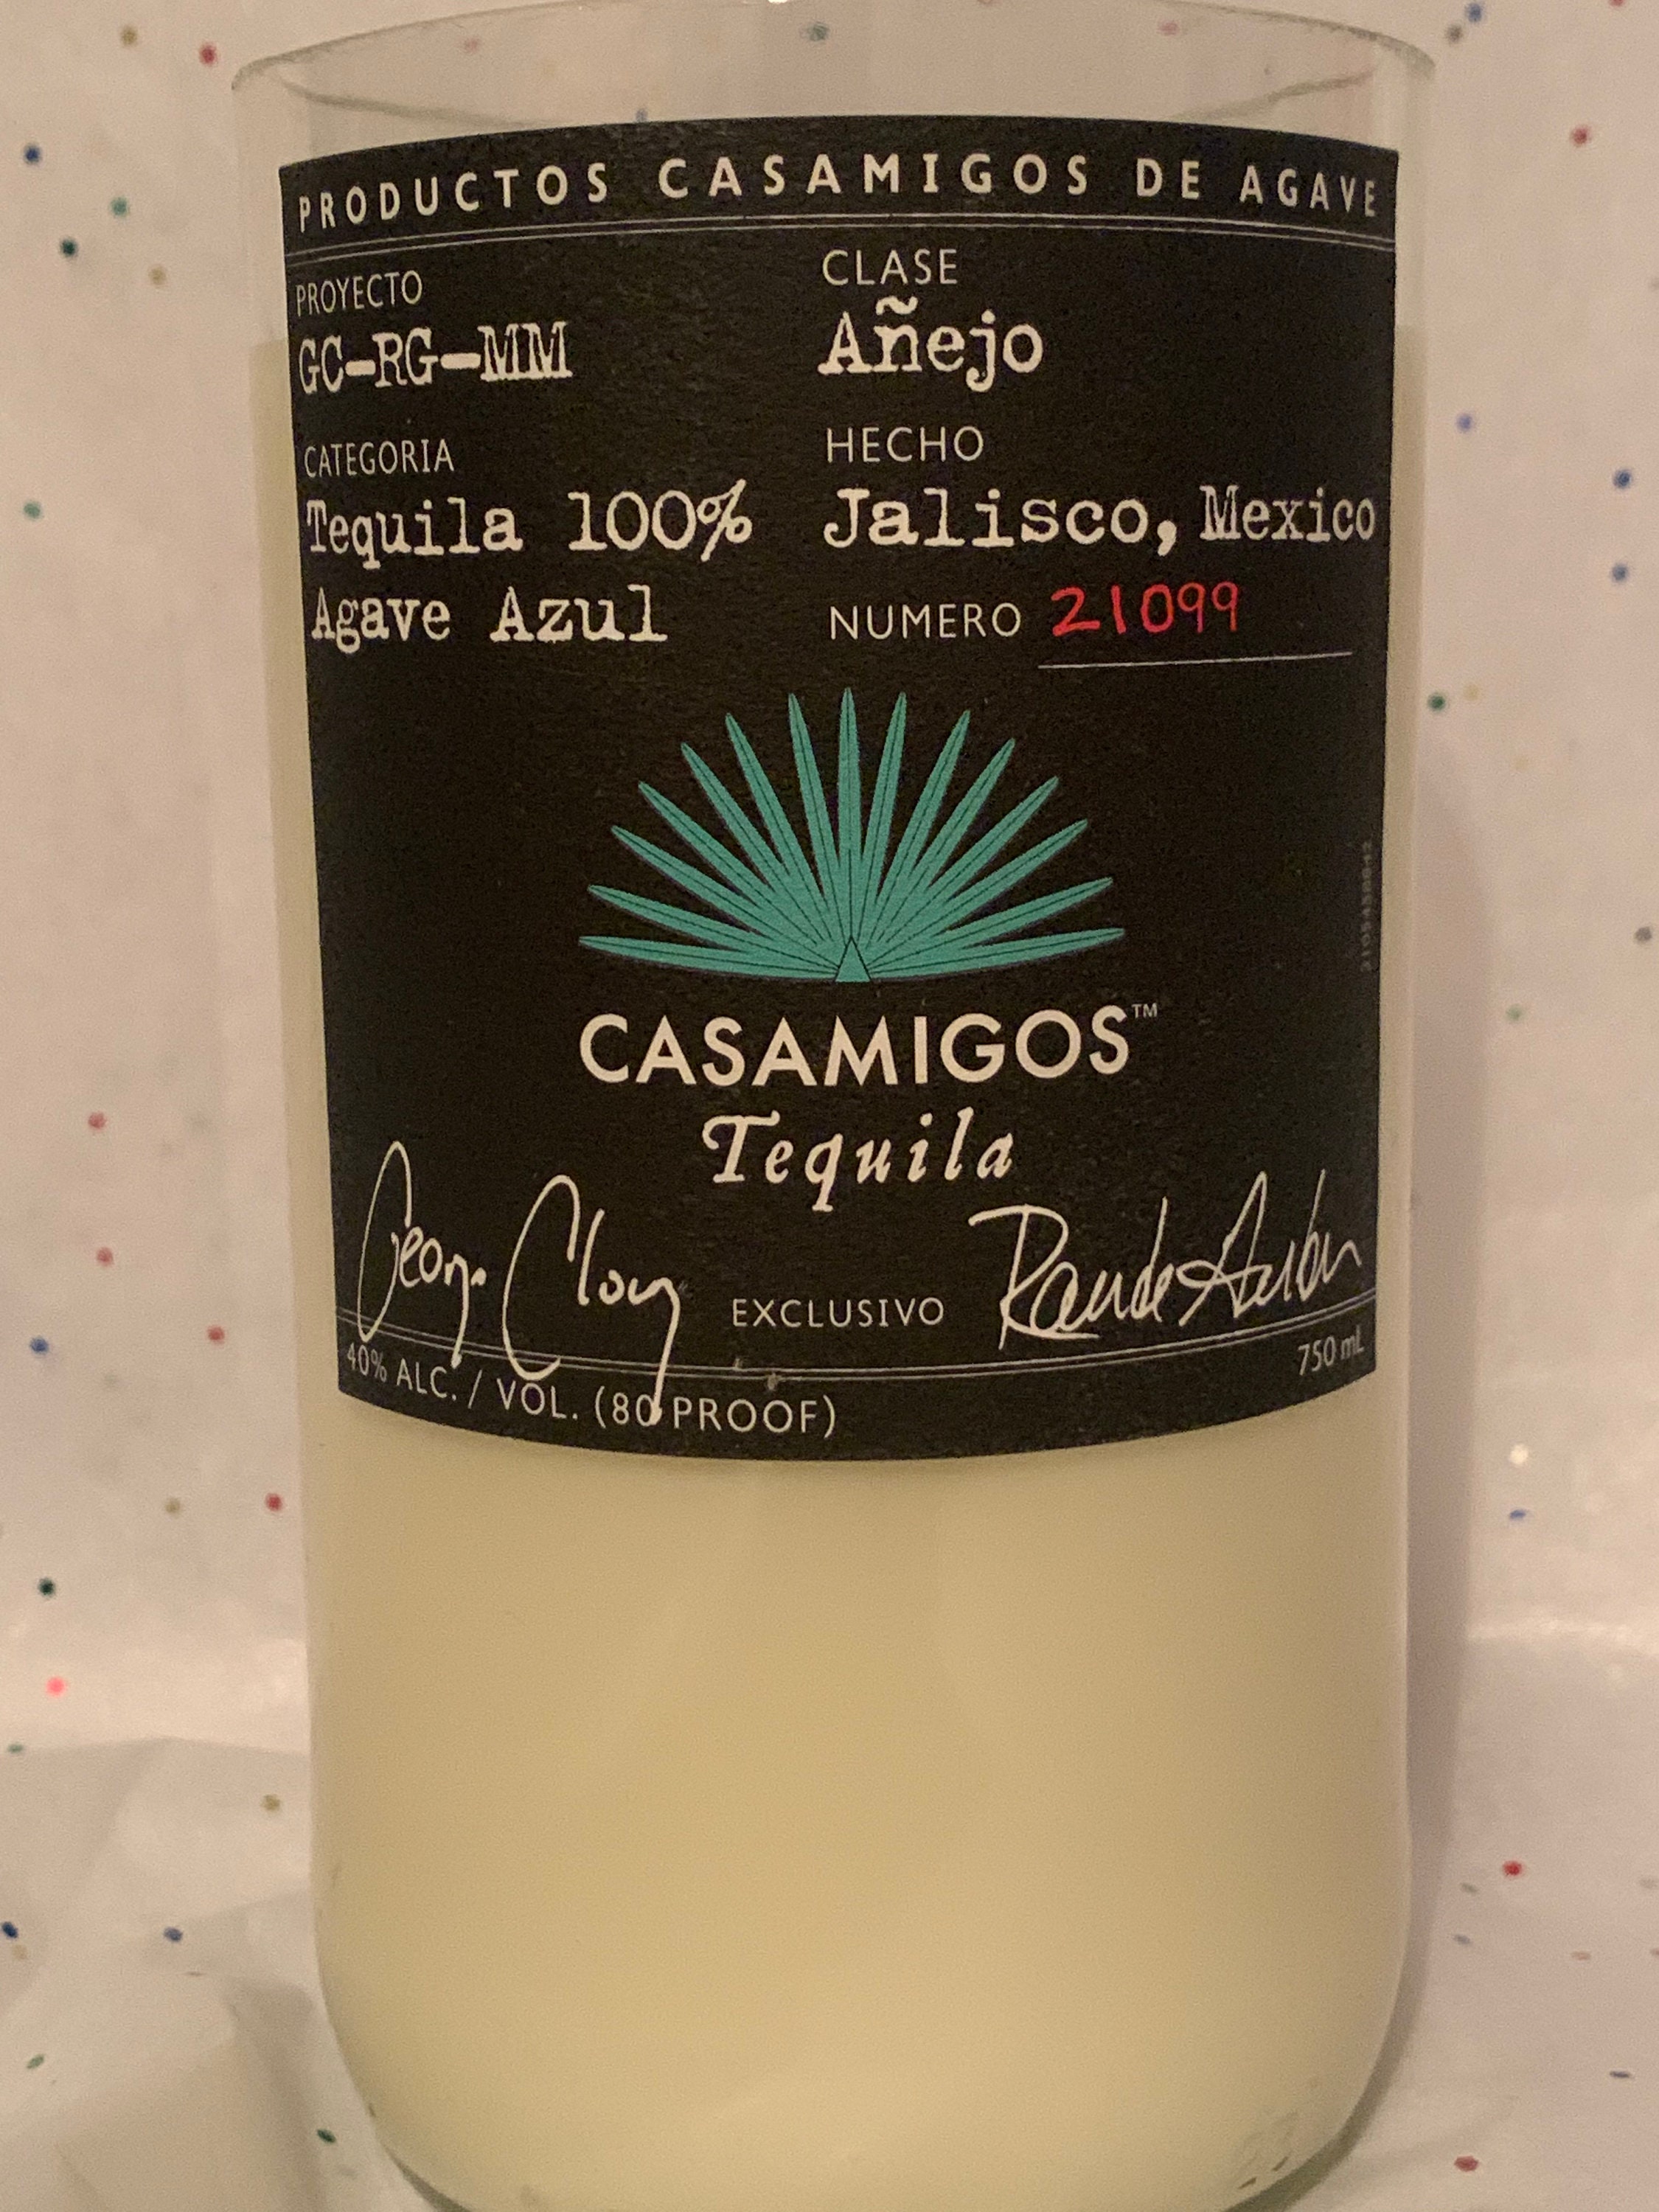 PRODUCTOS CASAMIGOS DE AGAVE
PROYECTO
GC-RG-MM
CATEGORIA
Tequila 100%
Agave Azul
CLASE
Añejo
HECHO
Jalisco, Mexico
NUMERO 21099
CASAMIGOS™
Tequila
EXCLUSIVO
40% ALC. / VOL. (80 PROOF)
750 mL